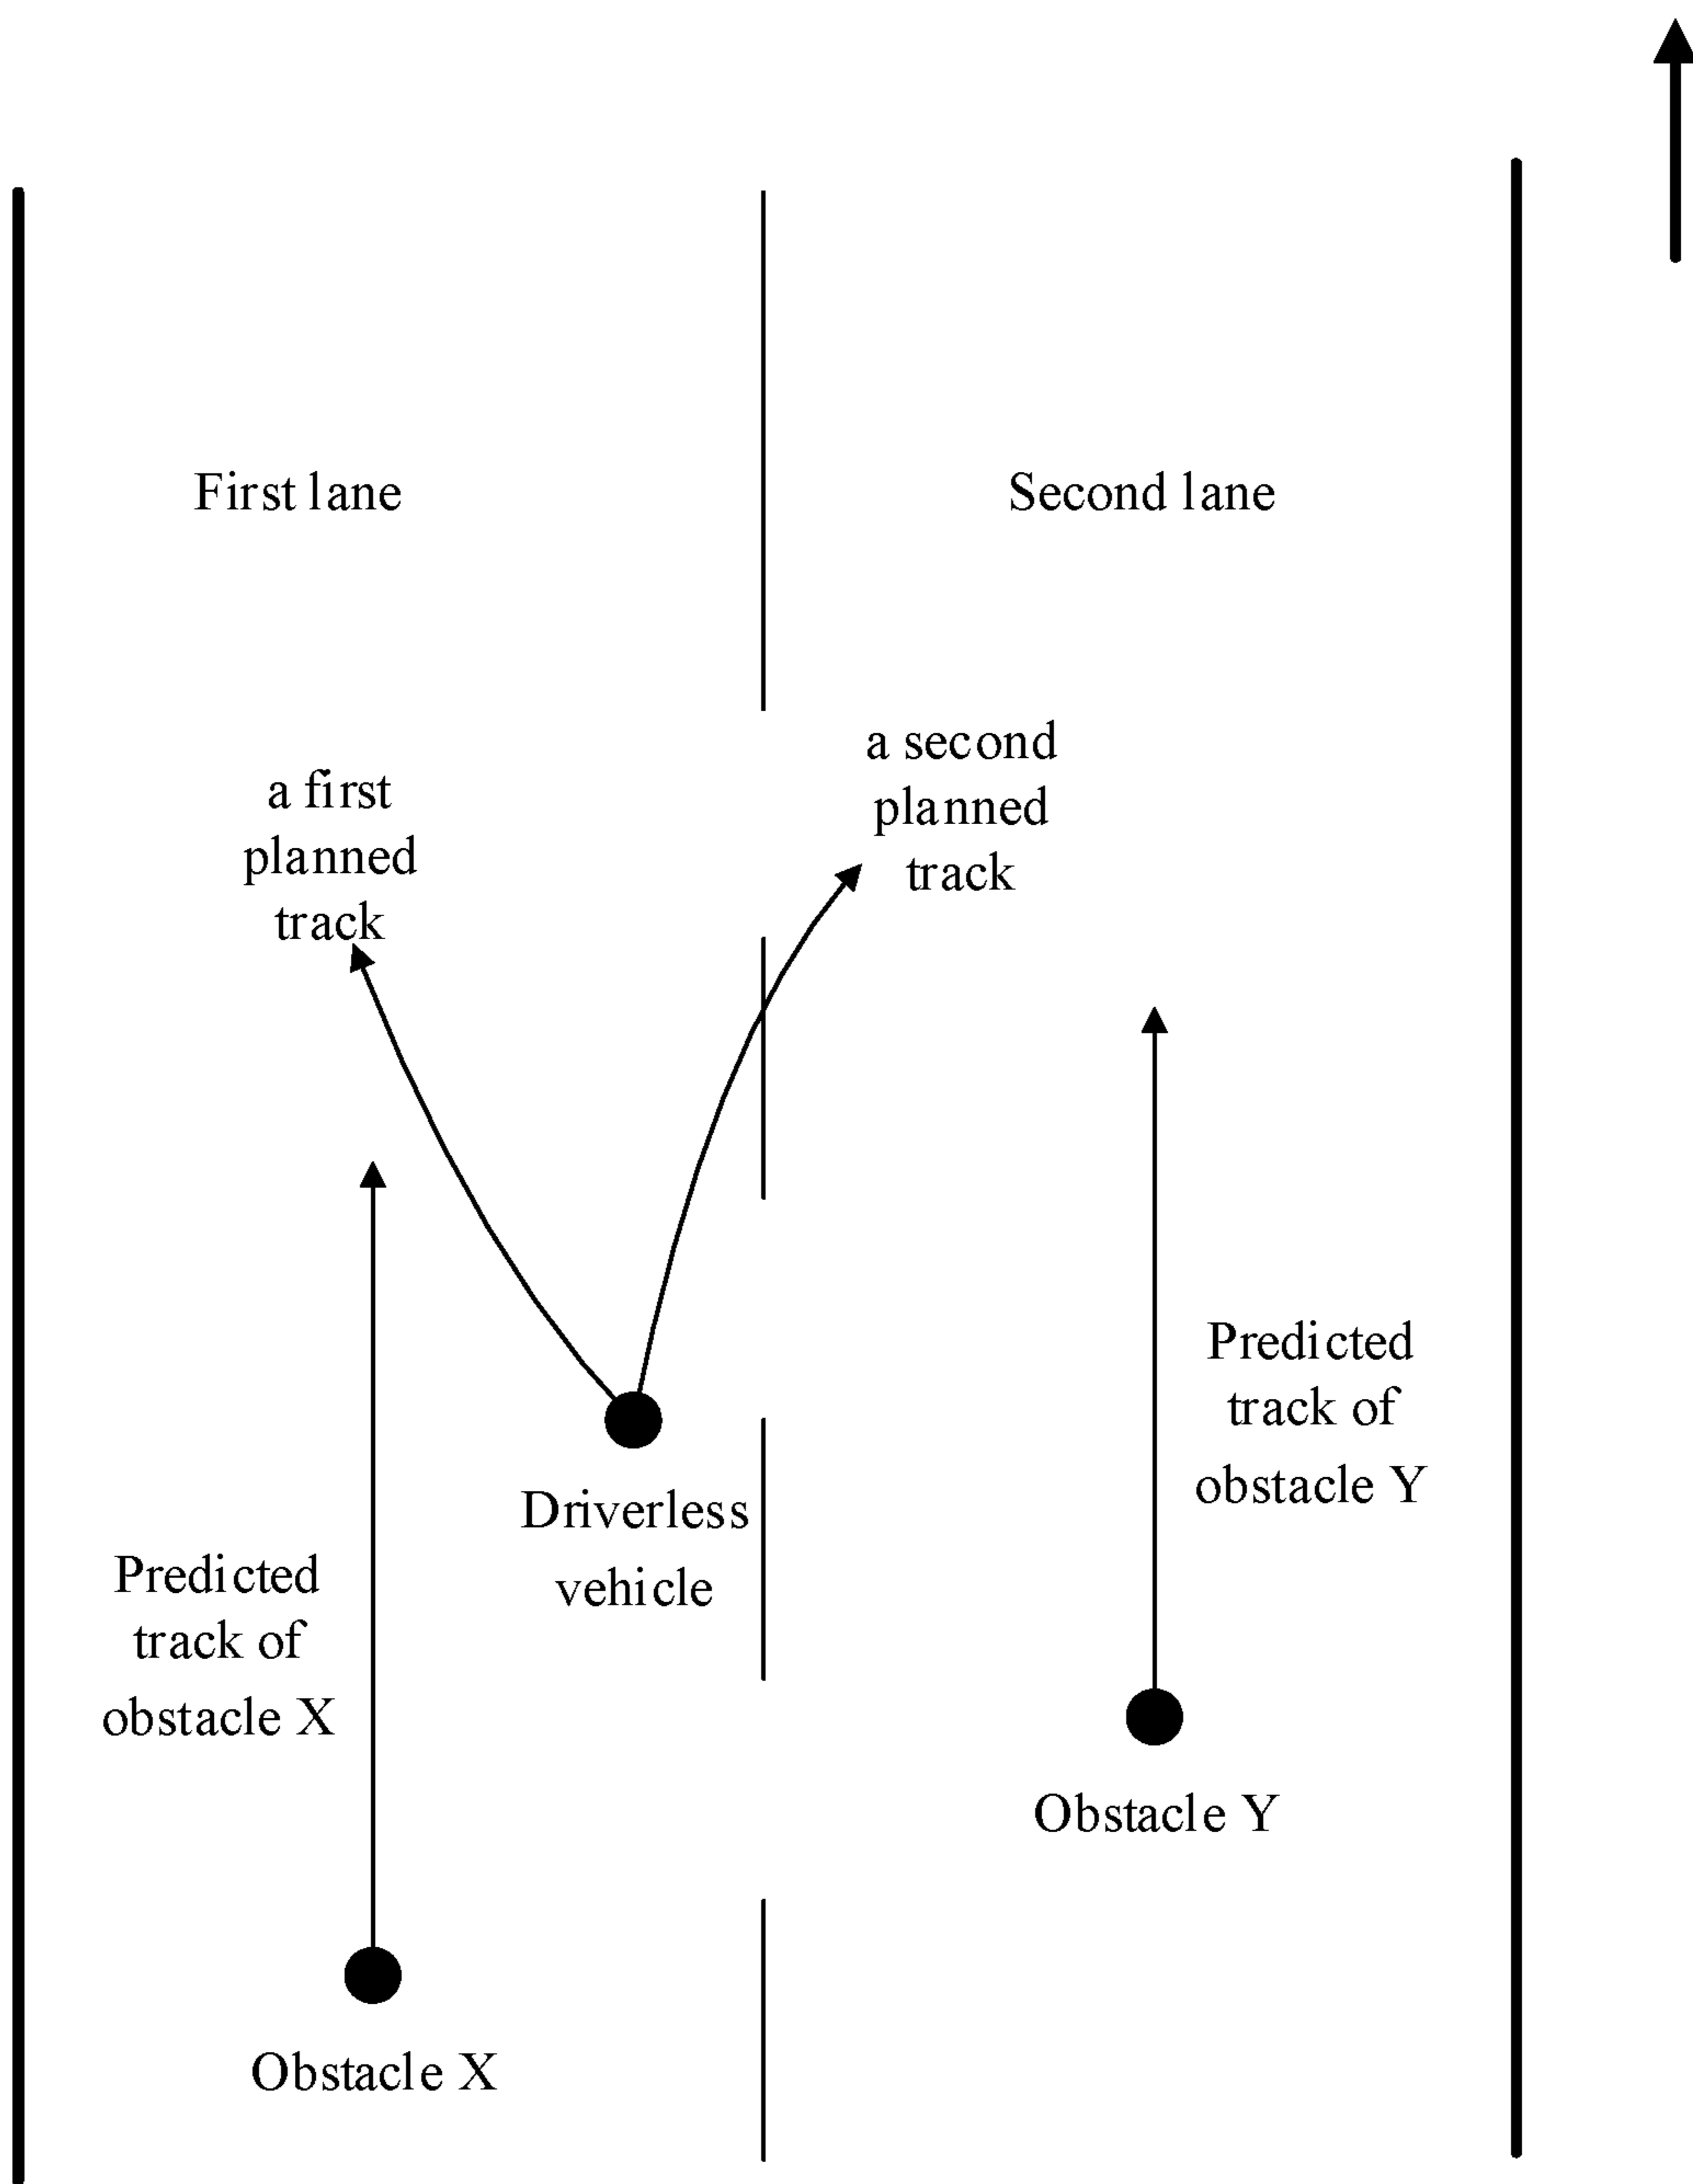 First lane
Second lane
a first
planned
track
a second
planned
track
Predicted
track of
obstacle Y
Driverless
vehicle
Predicted
track of
obstacle X
Obstacle Y
Obstacle X